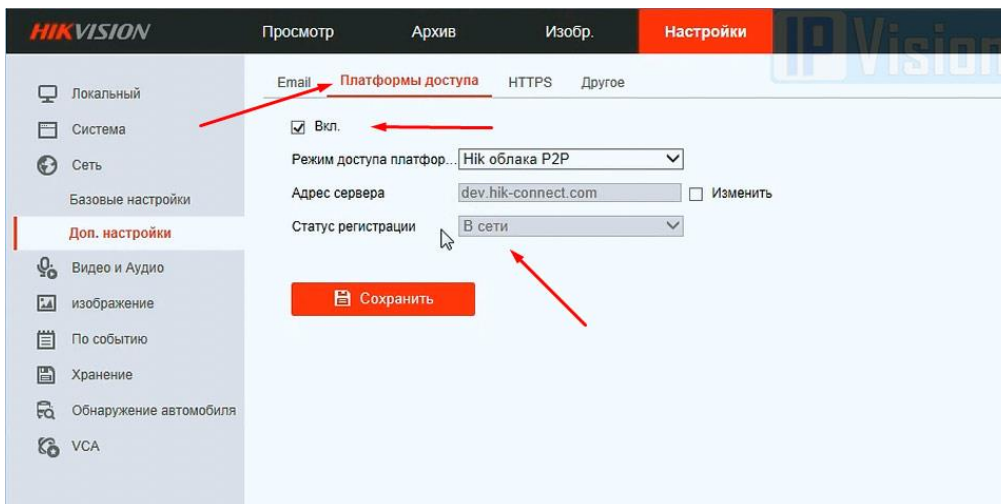 HIKVISION
Просмотр Архив Изобр. Настройки
IP Vision
Email Платформы доступа HTTPS Другое
Локальный
Система
Сеть
Базовые настройки
Доп. настройки
Видео и Аудио
изображение
По событию
Хранение
Обнаружение автомобиля
VCA
Вкл.
Режим доступа платфор... Hik облака P2P
Адрес сервера dev.hik-connect.com Изменить
Статус регистрации В сети
Сохранить